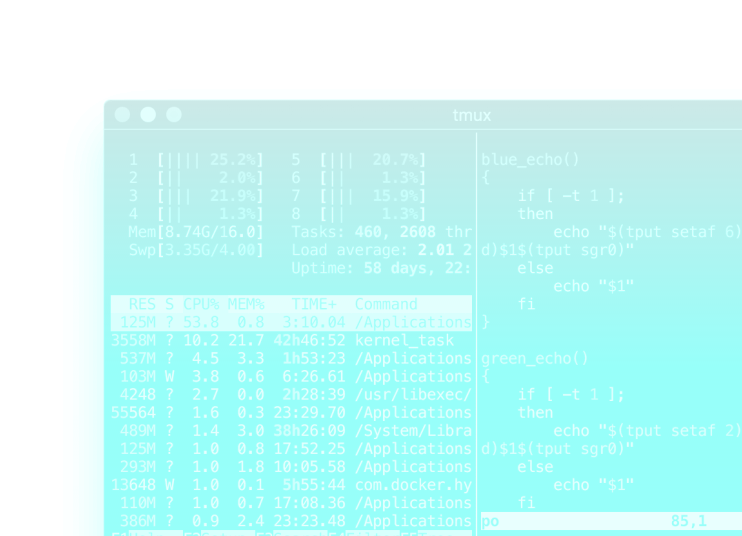 tmux
1 [|||| 25.2%] 5 [||| 20.7%]
2 [|| 2.0%] 6 [|| 1.3%]
3 [||| 21.9%] 7 [||| 15.9%]
4 [|| 1.3%] 8 [|| 1.3%]
Mem[8.74G/16.0] Tasks: 460, 2608 thr
Swp[3.35G/4.00] Load average: 2.01 2
Uptime: 58 days, 22:
RES S CPU% MEM% TIME+ Command
125M ? 53.8 0.8 3:10.04 /Applications
3558M ? 10.2 21.7 42h46:52 kernel_task
537M ? 4.5 3.3 1h53:23 /Applications
103M W 3.8 0.6 6:26.61 /Applications
4248 ? 2.7 0.0 2h28:39 /usr/libexec/
55564 ? 1.6 0.3 23:29.70 /Applications
489M ? 1.4 3.0 38h26:09 /System/Libra
125M ? 1.0 0.8 17:52.25 /Applications
293M ? 1.0 1.8 10:05.58 /Applications
13648 W 1.0 0.1 5h55:44 com.docker.hy
110M ? 1.0 0.7 17:08.36 /Applications
386M ? 0.9 2.4 23:23.48 /Applications
blue_echo()
{
if [ -t 1 ];
then
echo "$(tput setaf 6)
d)$1$(tput sgr0)"
else
echo "$1"
fi
}
green_echo()
{
if [ -t 1 ];
then
echo "$(tput setaf 2)
d)$1$(tput sgr0)"
else
echo "$1"
fi
po 85,1